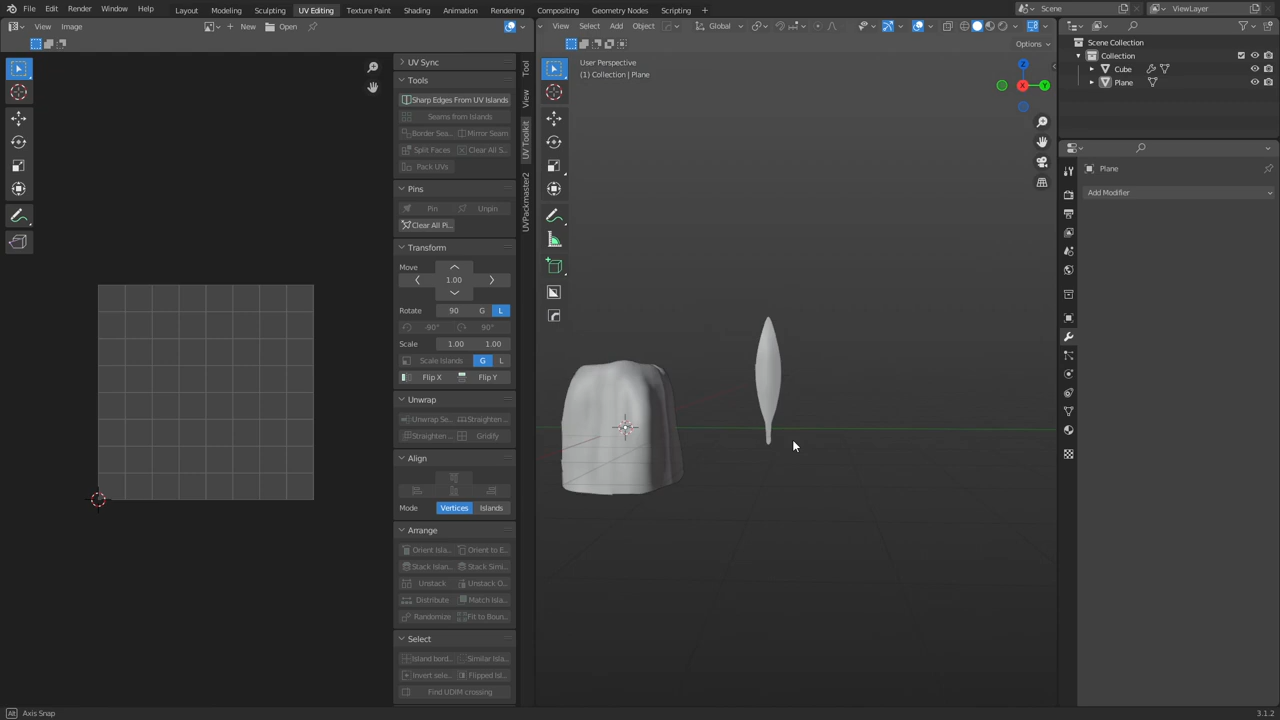 File Edit Render Window Help Layout Modeling Sculpting UV Editing Texture Paint Shading Animation Rendering Compositing Geometry Nodes Scripting + Scene ViewLayer
View Image + New Open View Select Add Object Global
Options
User Perspective
(1) Collection | Plane
Scene Collection
Collection
Cube
Plane
Z
X
Y
UV Sync
Tools
Sharp Edges From UV Islands
Seams from Islands
Border Sea... Mirror Seam
Split Faces Clear All S...
Pack UVs
Pins
Pin Unpin
Clear All Pi...
Transform
Move
1.00
Rotate 90 G L
-90° 90°
Scale 1.00 1.00
Scale Islands G L
Flip X Flip Y
Unwrap
Unwrap Se... Straighten ...
Straighten ... Gridify
Align
Mode Vertices Islands
Arrange
Orient Isla... Orient to E...
Stack Islan... Stack Simi...
Unstack Unstack O...
Distribute Match Isla...
Randomize Fit to Boun...
Select
Island bord... Similar Isla...
Invert sele... Flipped Isl...
Find UDIM crossing
Tool
View
UV Toolkit
UVPackmaster2
Plane
Add Modifier
Alt Axis Snap
3.1.2